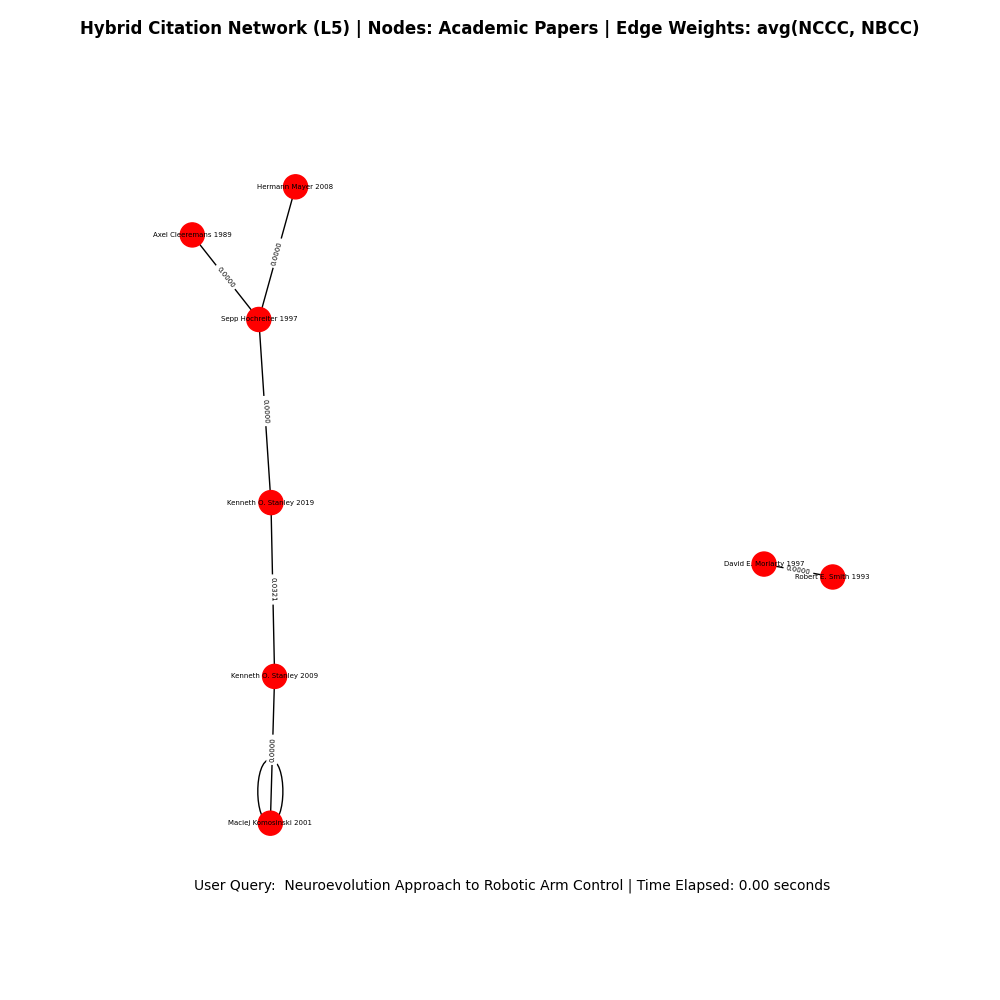 Hybrid Citation Network (L5) | Nodes: Academic Papers | Edge Weights: avg(NCCC, NBCC)
Hermann Mayer 2008
Axel Cleeremans 1989
0.0000
0.0000
Sepp Hochreiter 1997
0.0000
Kenneth O. Stanley 2019
David E. Moriarty 1997
0.0000
Robert E. Smith 1993
0.0321
Kenneth O. Stanley 2009
Maciej Komosinski 2001
User Query:  Neuroevolution Approach to Robotic Arm Control | Time Elapsed: 0.00 seconds